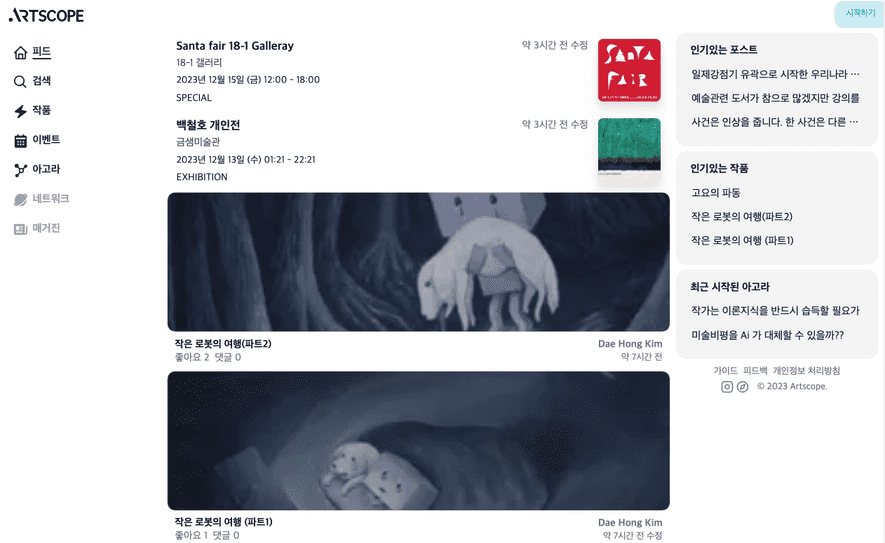 ARTSCOPE
시작하기
피드
검색
작품
이벤트
아고라
네트워크
매거진
Santa fair 18-1 Galleray
약 3시간 전 수정
18-1 갤러리
2023년 12월 15일 (금) 12:00 - 18:00
SPECIAL
SANTA
FAIR
백철호 개인전
약 3시간 전 수정
금샘미술관
2023년 12월 13일 (수) 01:21 - 22:21
EXHIBITION
작은 로봇의 여행(파트2)
Dae Hong Kim
좋아요 2 댓글 0
약 7시간 전
작은 로봇의 여행 (파트1)
Dae Hong Kim
좋아요 1 댓글 0
약 7시간 전 수정
인기있는 포스트
일제강점기 유곽으로 시작한 우리나라 ⋯
예술관련 도서가 참으로 많겠지만 강의를
사건은 인상을 줍니다. 한 사건은 다른 ⋯
인기있는 작품
고요의 파동
작은 로봇의 여행(파트2)
작은 로봇의 여행 (파트1)
최근 시작된 아고라
작가는 이론지식을 반드시 습득할 필요가
미술비평을 Ai 가 대체할 수 있을까??
가이드 피드백 개인정보 처리방침
© 2023 Artscope.